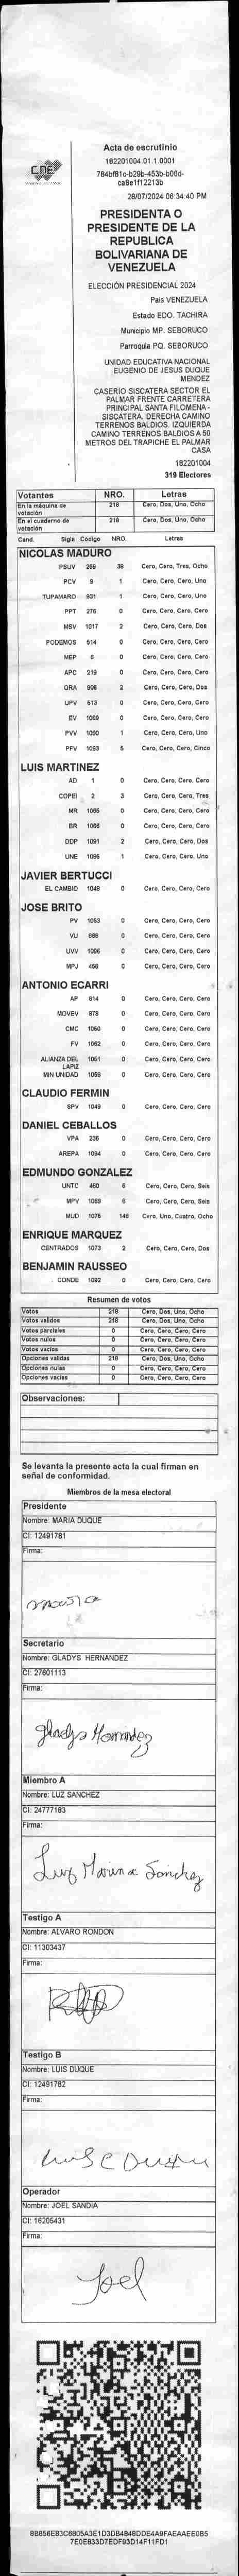 CNE
Acta de escrutinio
182201004.01.1.0001
784bf81c-b29b-453b-b06d-
ca8e1f12213b
28/07/2024 06:34:40 PM
PRESIDENTA O
PRESIDENTE DE LA
REPUBLICA
BOLIVARIANA DE
VENEZUELA
ELECCIÓN PRESIDENCIAL 2024
País VENEZUELA
Estado EDO. TACHIRA
Municipio MP. SEBORUCO
Parroquia PQ. SEBORUCO
UNIDAD EDUCATIVA NACIONAL
EUGENIO DE JESUS DUQUE
MENDEZ
CASERIO SISCATERA SECTOR EL
PALMAR FRENTE CARRETERA
PRINCIPAL SANTA FILOMENA -
SISCATERA. DERECHA CAMINO
TERRENOS BALDIOS. IZQUIERDA
CAMINO TERRENOS BALDIOS A 50
METROS DEL TRAPICHE EL PALMAR
CASA
182201004
319 Electores
Votantes NRO. Letras
En la máquina de votación 218 Cero, Dos, Uno, Ocho
En el cuaderno de votación 218 Cero, Dos, Uno, Ocho
Cand. Sigla Código NRO. Letras
NICOLAS MADURO
PSUV 269 38 Cero, Cero, Tres, Ocho
PCV 9 1 Cero, Cero, Cero, Uno
TUPAMARO 931 1 Cero, Cero, Cero, Uno
PPT 276 0 Cero, Cero, Cero, Cero
MSV 1017 2 Cero, Cero, Cero, Dos
PODEMOS 514 0 Cero, Cero, Cero, Cero
MEP 6 0 Cero, Cero, Cero, Cero
APC 219 0 Cero, Cero, Cero, Cero
ORA 906 2 Cero, Cero, Cero, Dos
UPV 613 0 Cero, Cero, Cero, Cero
EV 1089 0 Cero, Cero, Cero, Cero
PVV 1090 1 Cero, Cero, Cero, Uno
PFV 1093 5 Cero, Cero, Cero, Cinco
LUIS MARTINEZ
AD 1 0 Cero, Cero, Cero, Cero
COPEI 2 3 Cero, Cero, Cero, Tres
MR 1065 0 Cero, Cero, Cero, Cero
BR 1066 0 Cero, Cero, Cero, Cero
DDP 1091 2 Cero, Cero, Cero, Dos
UNE 1095 1 Cero, Cero, Cero, Uno
JAVIER BERTUCCI
EL CAMBIO 1048 0 Cero, Cero, Cero, Cero
JOSE BRITO
PV 1053 0 Cero, Cero, Cero, Cero
VU 868 0 Cero, Cero, Cero, Cero
UVV 1096 0 Cero, Cero, Cero, Cero
MPJ 456 0 Cero, Cero, Cero, Cero
ANTONIO ECARRI
AP 814 0 Cero, Cero, Cero, Cero
MOVEV 878 0 Cero, Cero, Cero, Cero
CMC 1050 0 Cero, Cero, Cero, Cero
FV 1062 0 Cero, Cero, Cero, Cero
ALIANZA DEL LAPIZ 1051 0 Cero, Cero, Cero, Cero
MIN UNIDAD 1069 0 Cero, Cero, Cero, Cero
CLAUDIO FERMIN
SPV 1049 0 Cero, Cero, Cero, Cero
DANIEL CEBALLOS
VPA 236 0 Cero, Cero, Cero, Cero
AREPA 1094 0 Cero, Cero, Cero, Cero
EDMUNDO GONZALEZ
UNTC 460 6 Cero, Cero, Cero, Seis
MPV 1068 6 Cero, Cero, Cero, Seis
MUD 1075 148 Cero, Uno, Cuatro, Ocho
ENRIQUE MARQUEZ
CENTRADOS 1073 2 Cero, Cero, Cero, Dos
BENJAMIN RAUSSEO
CONDE 1092 0 Cero, Cero, Cero, Cero
Resumen de votos
Votos 218 Cero, Dos, Uno, Ocho
Votos válidos 218 Cero, Dos, Uno, Ocho
Votos parciales 0 Cero, Cero, Cero, Cero
Votos nulos 0 Cero, Cero, Cero, Cero
Votos vacíos 0 Cero, Cero, Cero, Cero
Opciones válidas 218 Cero, Dos, Uno, Ocho
Opciones nulas 0 Cero, Cero, Cero, Cero
Opciones vacías 0 Cero, Cero, Cero, Cero
Observaciones:
Se levanta la presente acta la cual firman en
señal de conformidad.
Miembros de la mesa electoral
Presidente
Nombre: MARIA DUQUE
CI: 12491781
Firma:
Secretario
Nombre: GLADYS HERNANDEZ
CI: 27601113
Firma:
Gladys Hernandez
Miembro A
Nombre: LUZ SANCHEZ
CI: 24777183
Firma:
Luz Marina Sanchez
Testigo A
Nombre: ALVARO RONDON
CI: 11303437
Firma:
Testigo B
Nombre: LUIS DUQUE
CI: 12491782
Firma:
Luis E Duque
Operador
Nombre: JOEL SANDIA
CI: 16205431
Firma:
Joel
8B856EB3C6805A3E1D3DB4848DDE4A9FAEAAEE0B5
7E0E833D7EDF93D14F11FD1